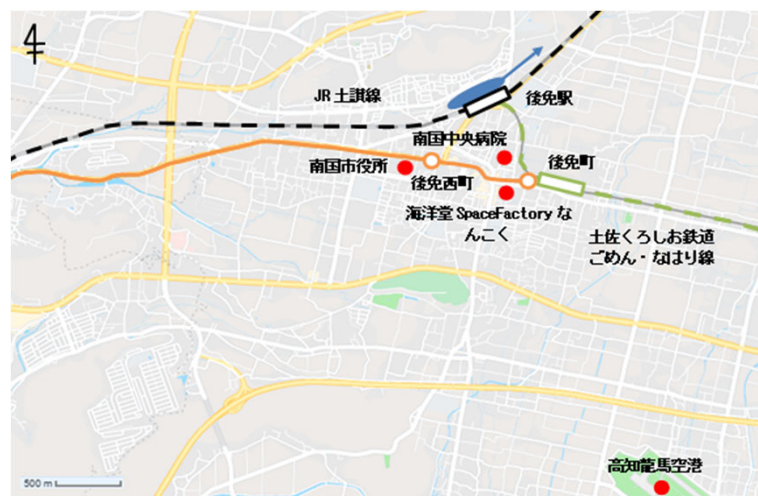 JR 土讃線
後免駅
南国中央病院
南国市役所
後免西町
後免町
海洋堂 SpaceFactory な
んこく
土佐くろしお鉄道
ごめん・なはり線
高知龍馬空港
500 m